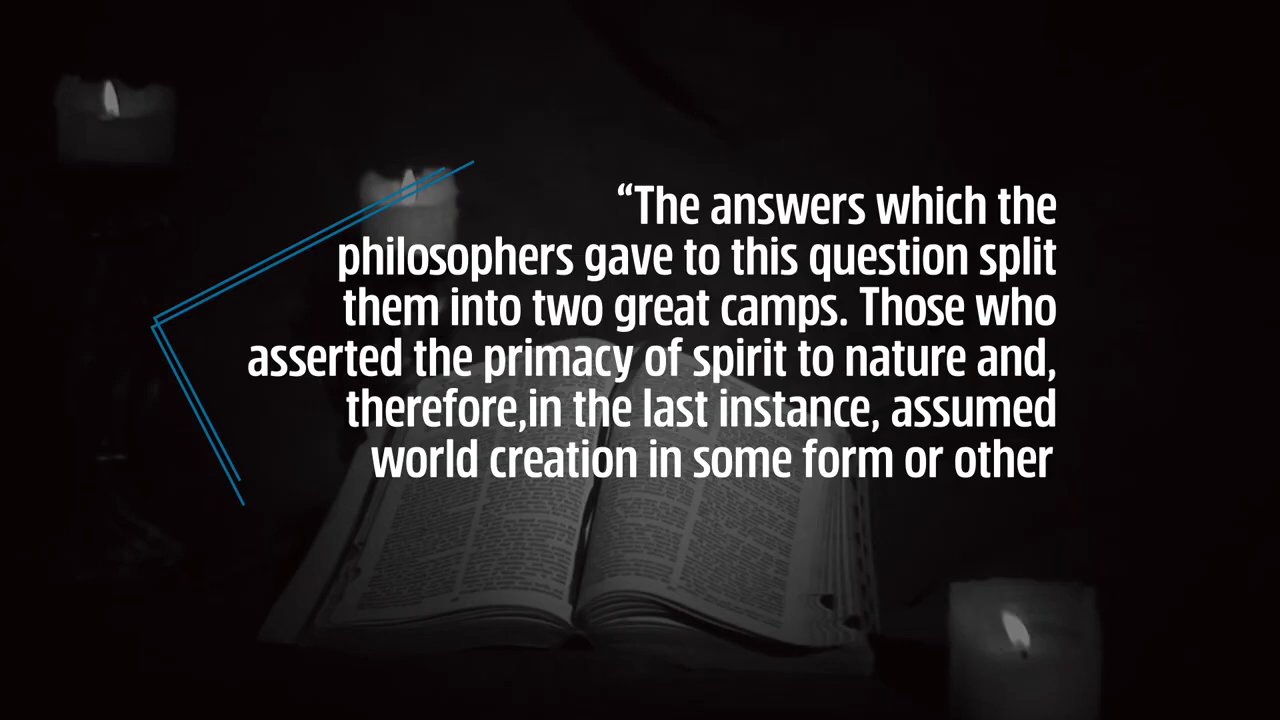 “The answers which the
philosophers gave to this question split
them into two great camps. Those who
asserted the primacy of spirit to nature and,
therefore,in the last instance, assumed
world creation in some form or other